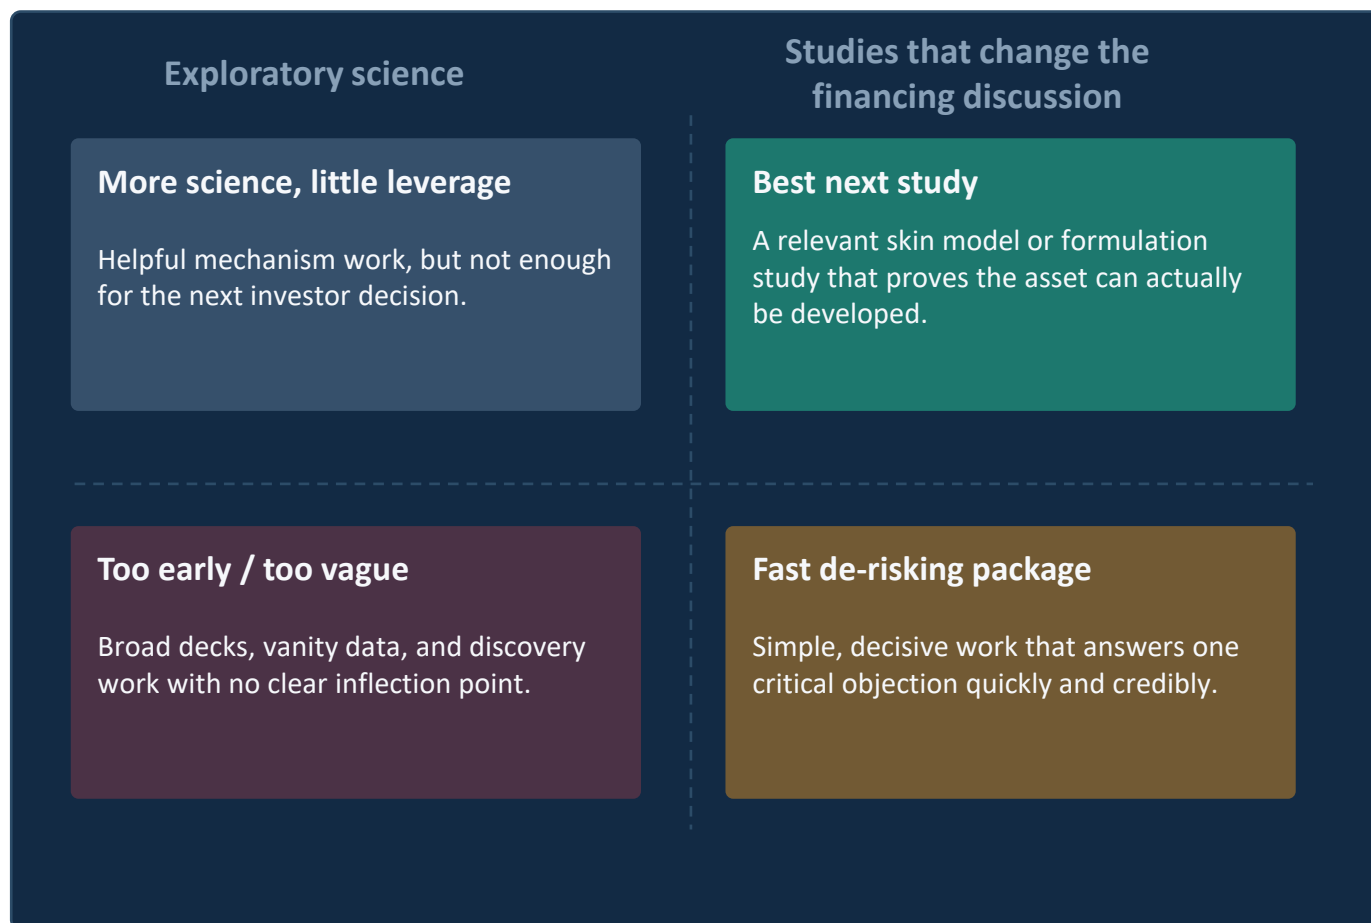 Exploratory science
Studies that change the
financing discussion
More science, little leverage
Helpful mechanism work, but not enough
for the next investor decision.
Best next study
A relevant skin model or formulation
study that proves the asset can actually
be developed.
Too early / too vague
Broad decks, vanity data, and discovery
work with no clear inflection point.
Fast de-risking package
Simple, decisive work that answers one
critical objection quickly and credibly.